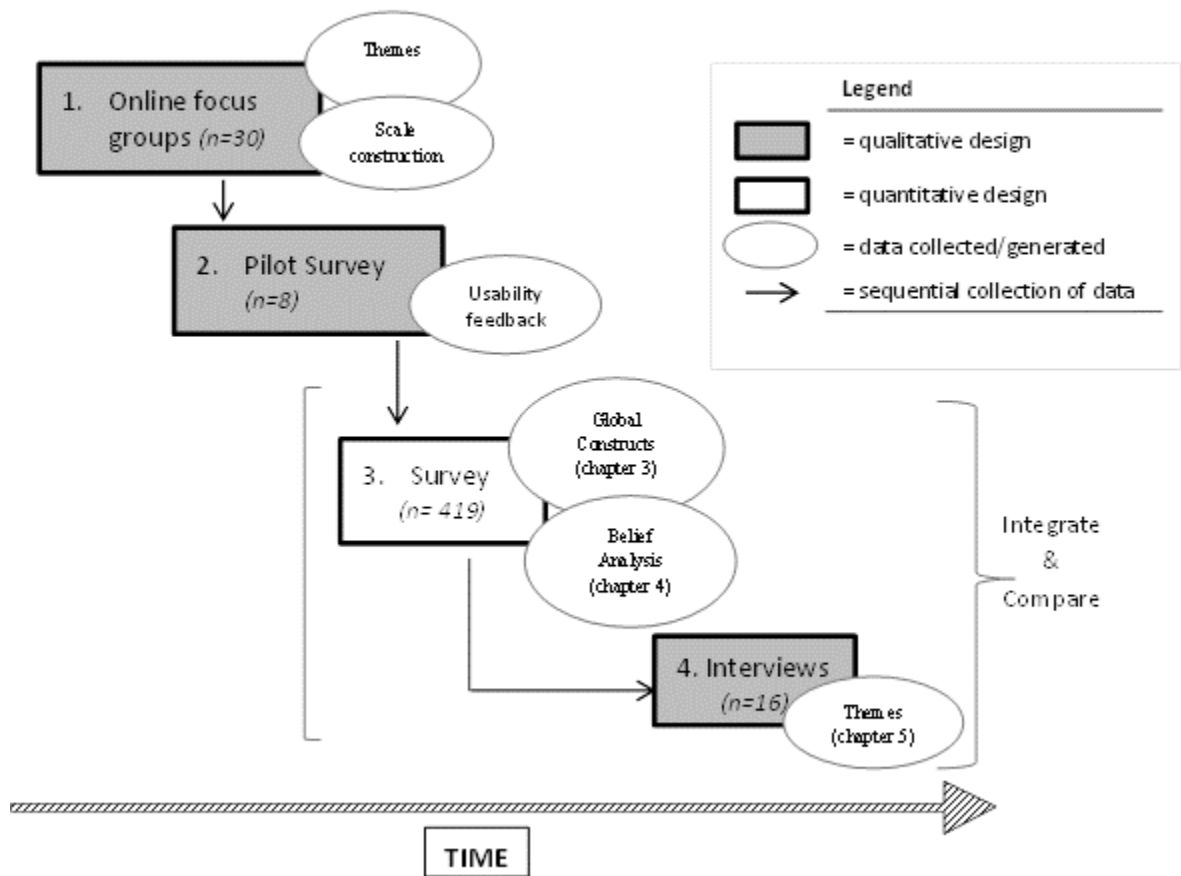 Themes
1. Online focus
groups (n=30)
Scale
construction
2. Pilot Survey
(n=8)
Usability
feedback
3. Survey
(n= 419)
Global
Constructs
(chapter 3)
Belief
Analysis
(chapter 4)
4. Interviews
(n=16)
Themes
(chapter 5)
Legend
= qualitative design
= quantitative design
= data collected/generated
= sequential collection of data
Integrate
&
Compare
TIME